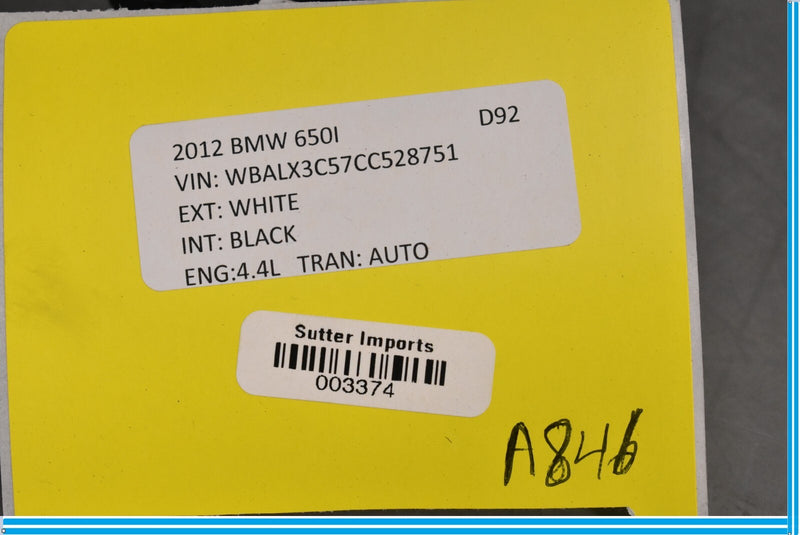 2012 BMW 650I D92
VIN: WBALX3C57CC528751
EXT: WHITE
INT: BLACK
ENG:4.4L TRAN: AUTO
Sutter Imports
003374
A846